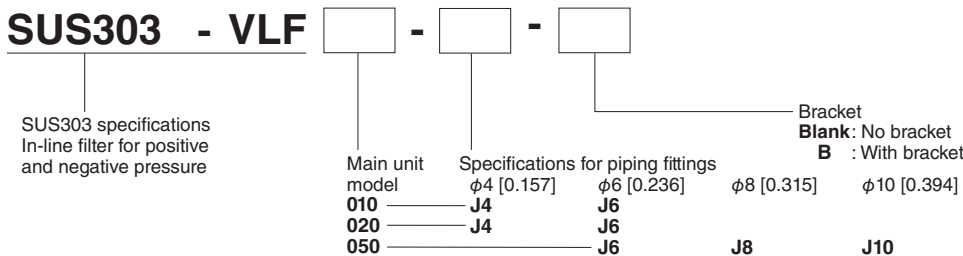 SUS303 - VLF - -
SUS303 specifications
In-line filter for positive
and negative pressure
Bracket
Blank: No bracket
B : With bracket
Main unit
model
Specifications for piping fittings
φ4 [0.157] φ6 [0.236] φ8 [0.315] φ10 [0.394]
010 J4 J6
020 J4 J6
050 J6 J8 J10